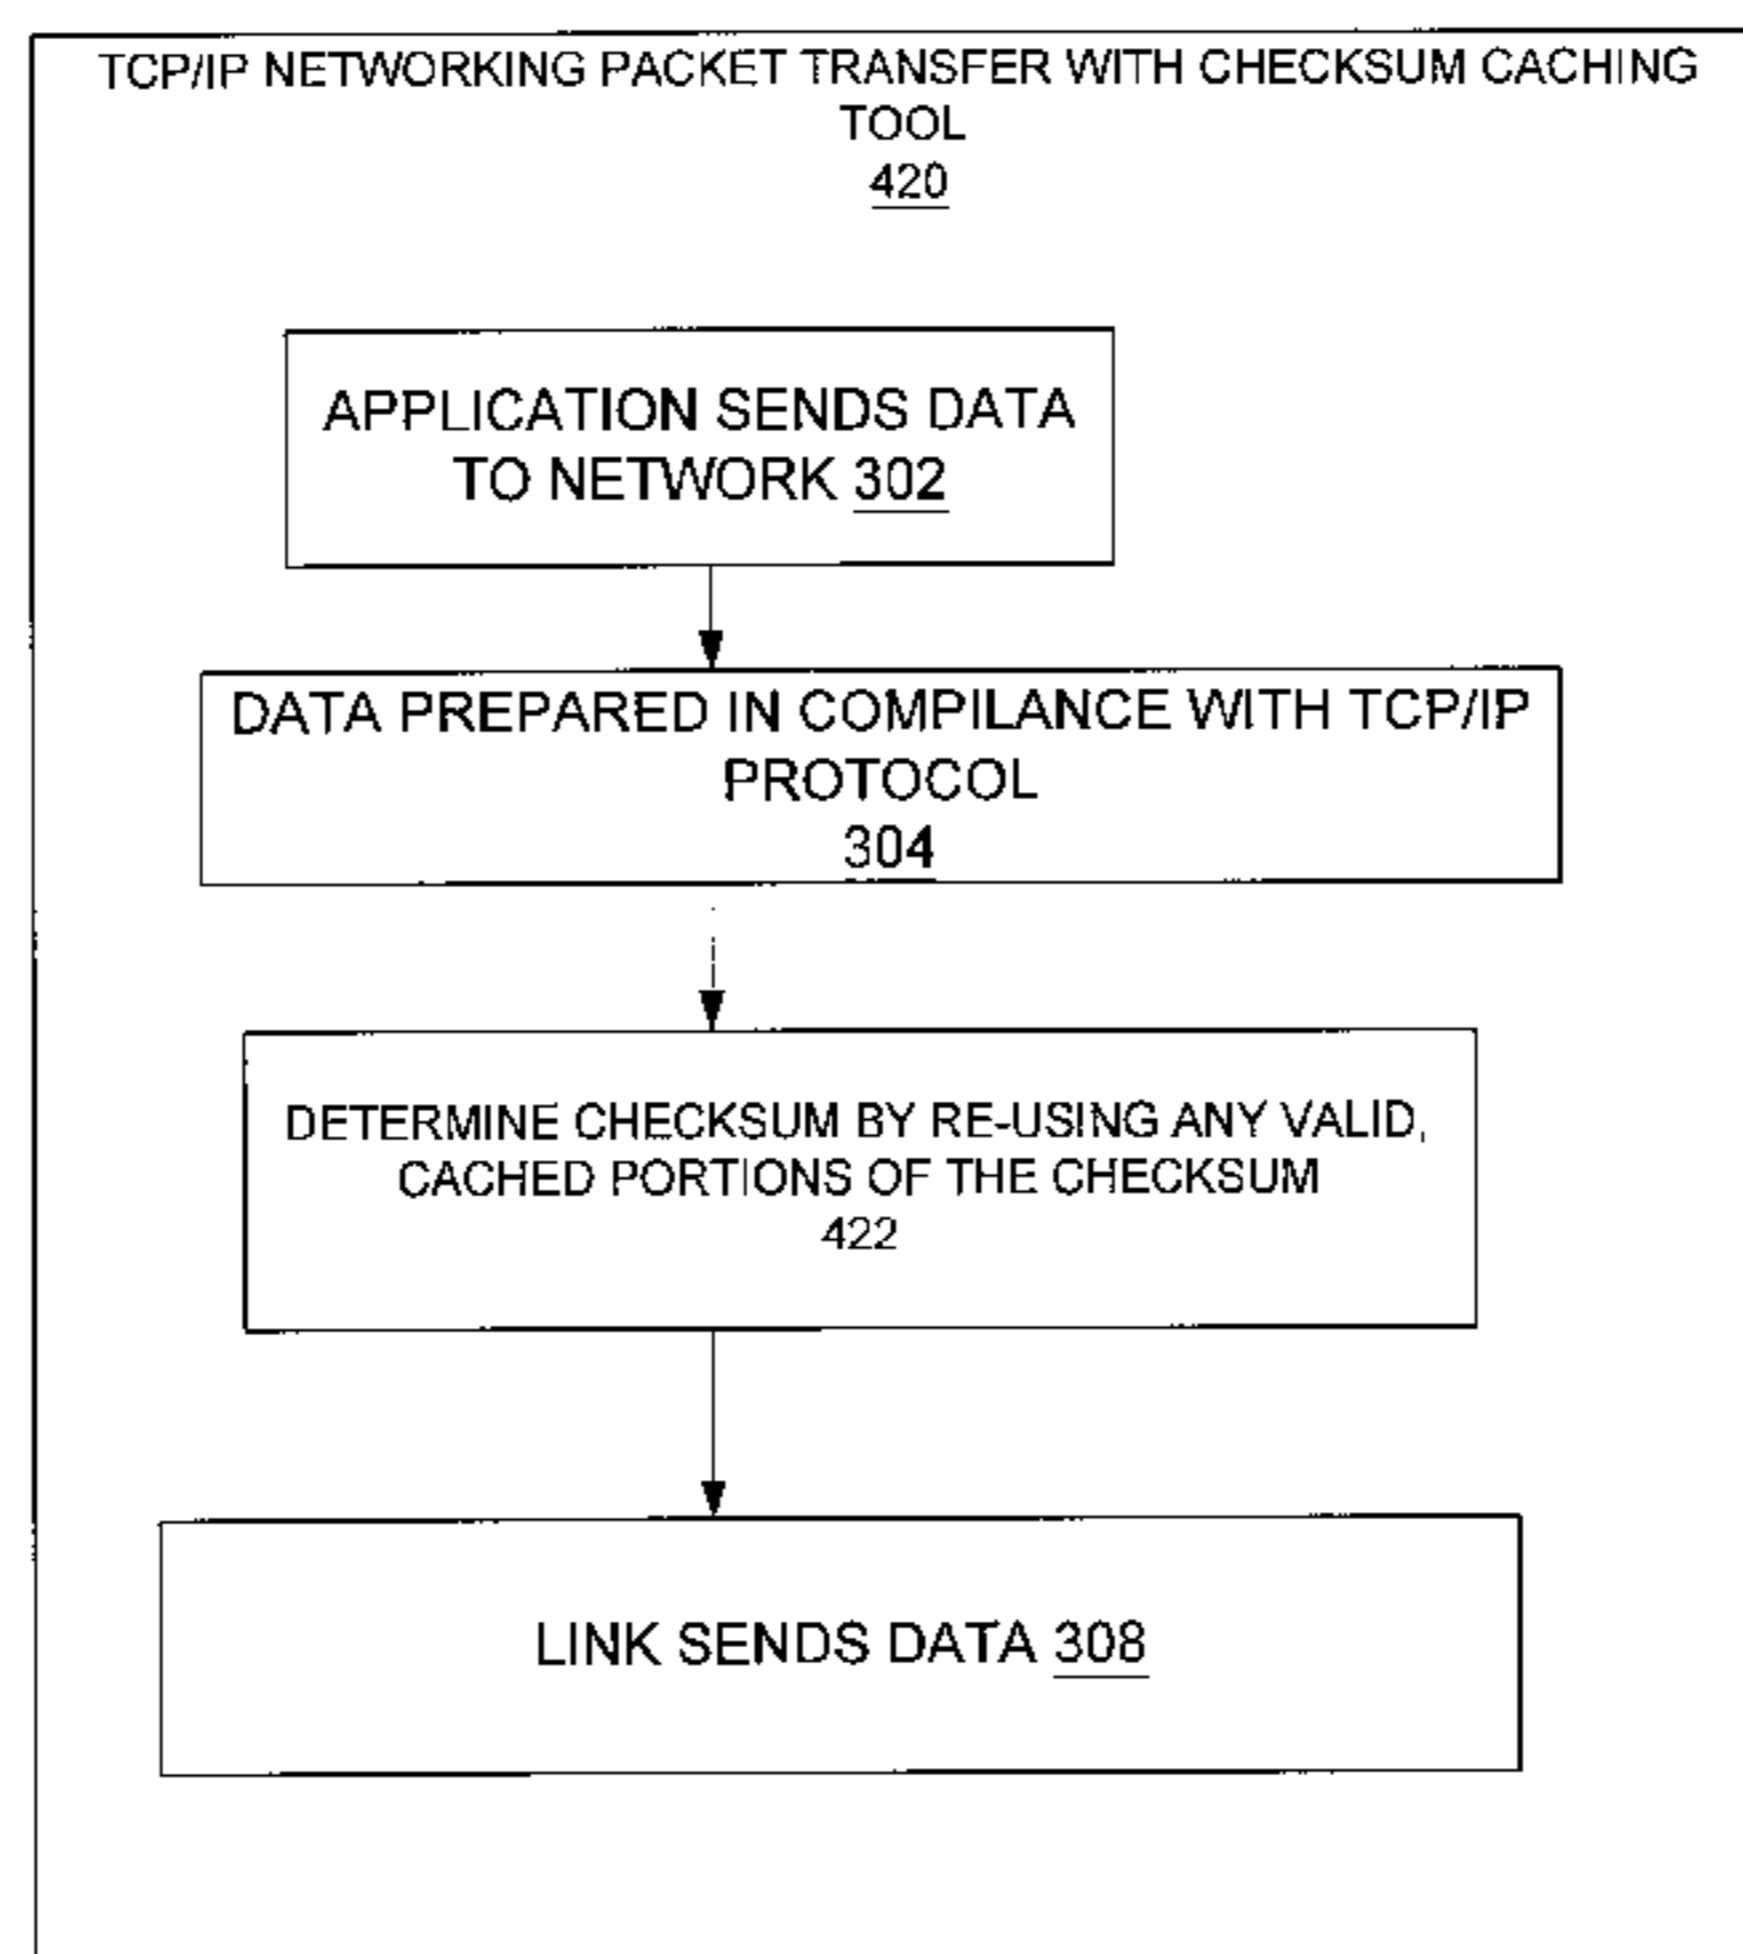 TCP/IP NETWORKING PACKET TRANSFER WITH CHECKSUM CACHING
TOOL
420
APPLICATION SENDS DATA
TO NETWORK 302
DATA PREPARED IN COMPILANCE WITH TCP/IP
PROTOCOL
304
DETERMINE CHECKSUM BY RE-USING ANY VALID,
CACHED PORTIONS OF THE CHECKSUM
422
LINK SENDS DATA 308